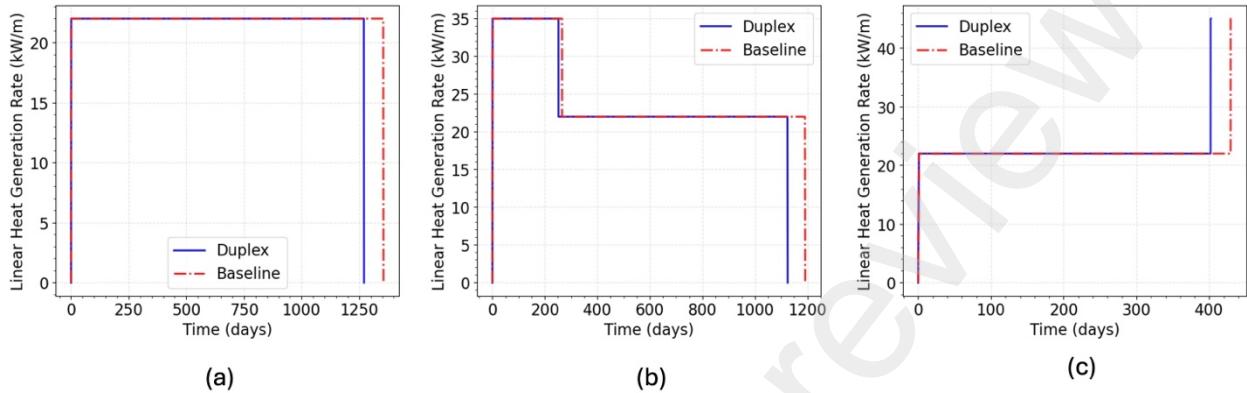 Linear Heat Generation Rate (kW/m)
20
15
10
5
0
Duplex
Baseline
0
250
500
750
1000
1250
Time (days)
(a)
Linear Heat Generation Rate (kW/m)
35
30
25
20
15
10
5
0
Duplex
Baseline
0
200
400
600
800
1000
1200
Time (days)
(b)
Linear Heat Generation Rate (kW/m)
40
30
20
10
0
Duplex
Baseline
0
100
200
300
400
Time (days)
(c)
review